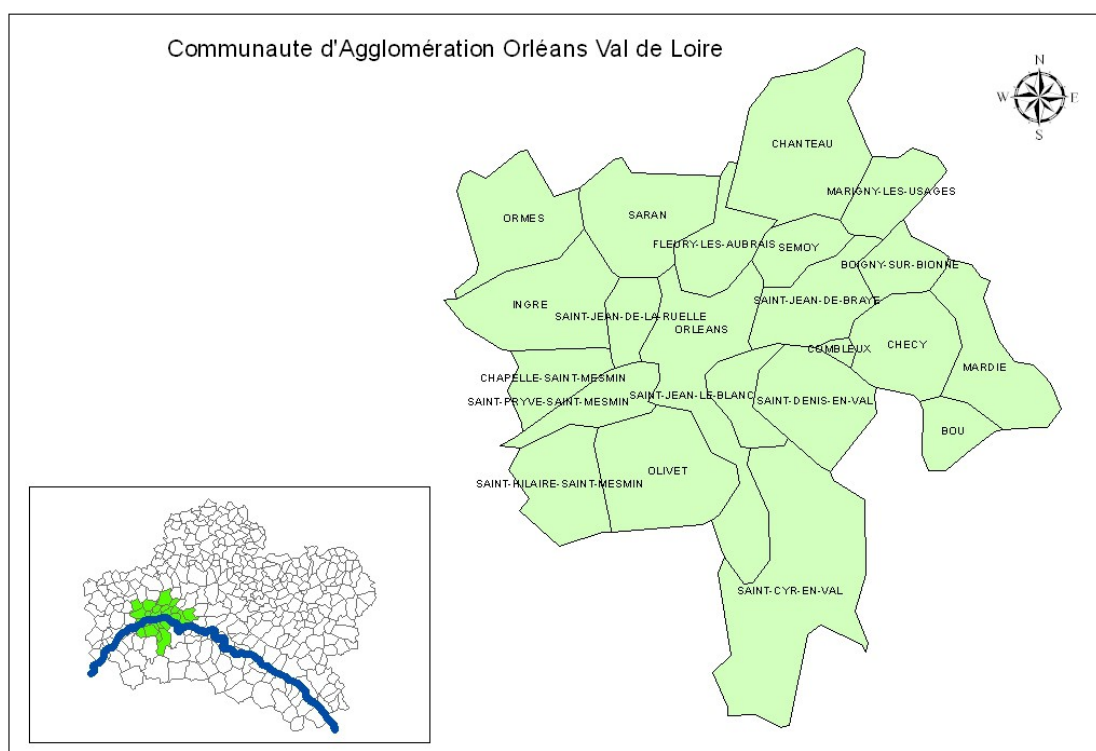 Communaute d'Agglomération Orléans Val de Loire
N
W E
S
CHANTEAU
MARIGNY-LES-USAGES
ORMES
SARAN
FLEURY-LES-AUBRAIS
SEMOY
BOIGNY-SUR-BIONNE
SAINT-JEAN-DE-BRAYE
INGRE
SAINT-JEAN-DE-LA-RUELLE
ORLEANS
COMBLEUX
CHECY
MARDIE
CHAPELLE-SAINT-MESMIN
SAINT-PRYVE-SAINT-MESMIN
SAINT-JEAN-LE-BLANC
SAINT-DENIS-EN-VAL
BOU
SAINT-HILAIRE-SAINT-MESMIN
OLIVET
SAINT-CYR-EN-VAL